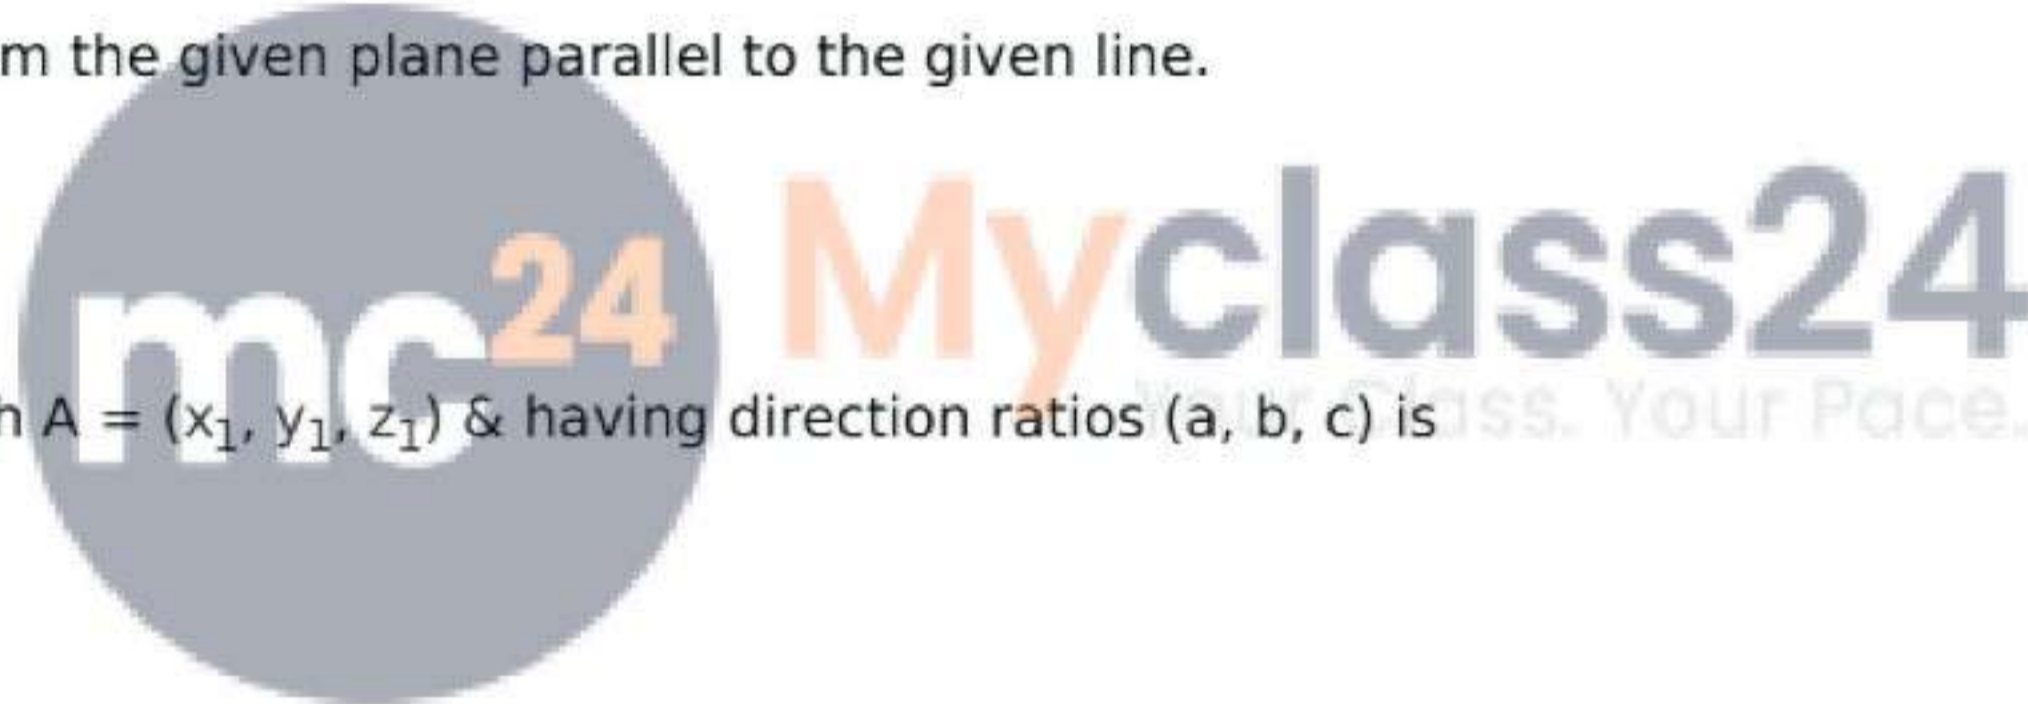 m the given plane parallel to the given line.
Myclass24
mc24
Your Class. Your Pace.
h A = (x₁, y₁, z₁) & having direction ratios (a, b, c) is